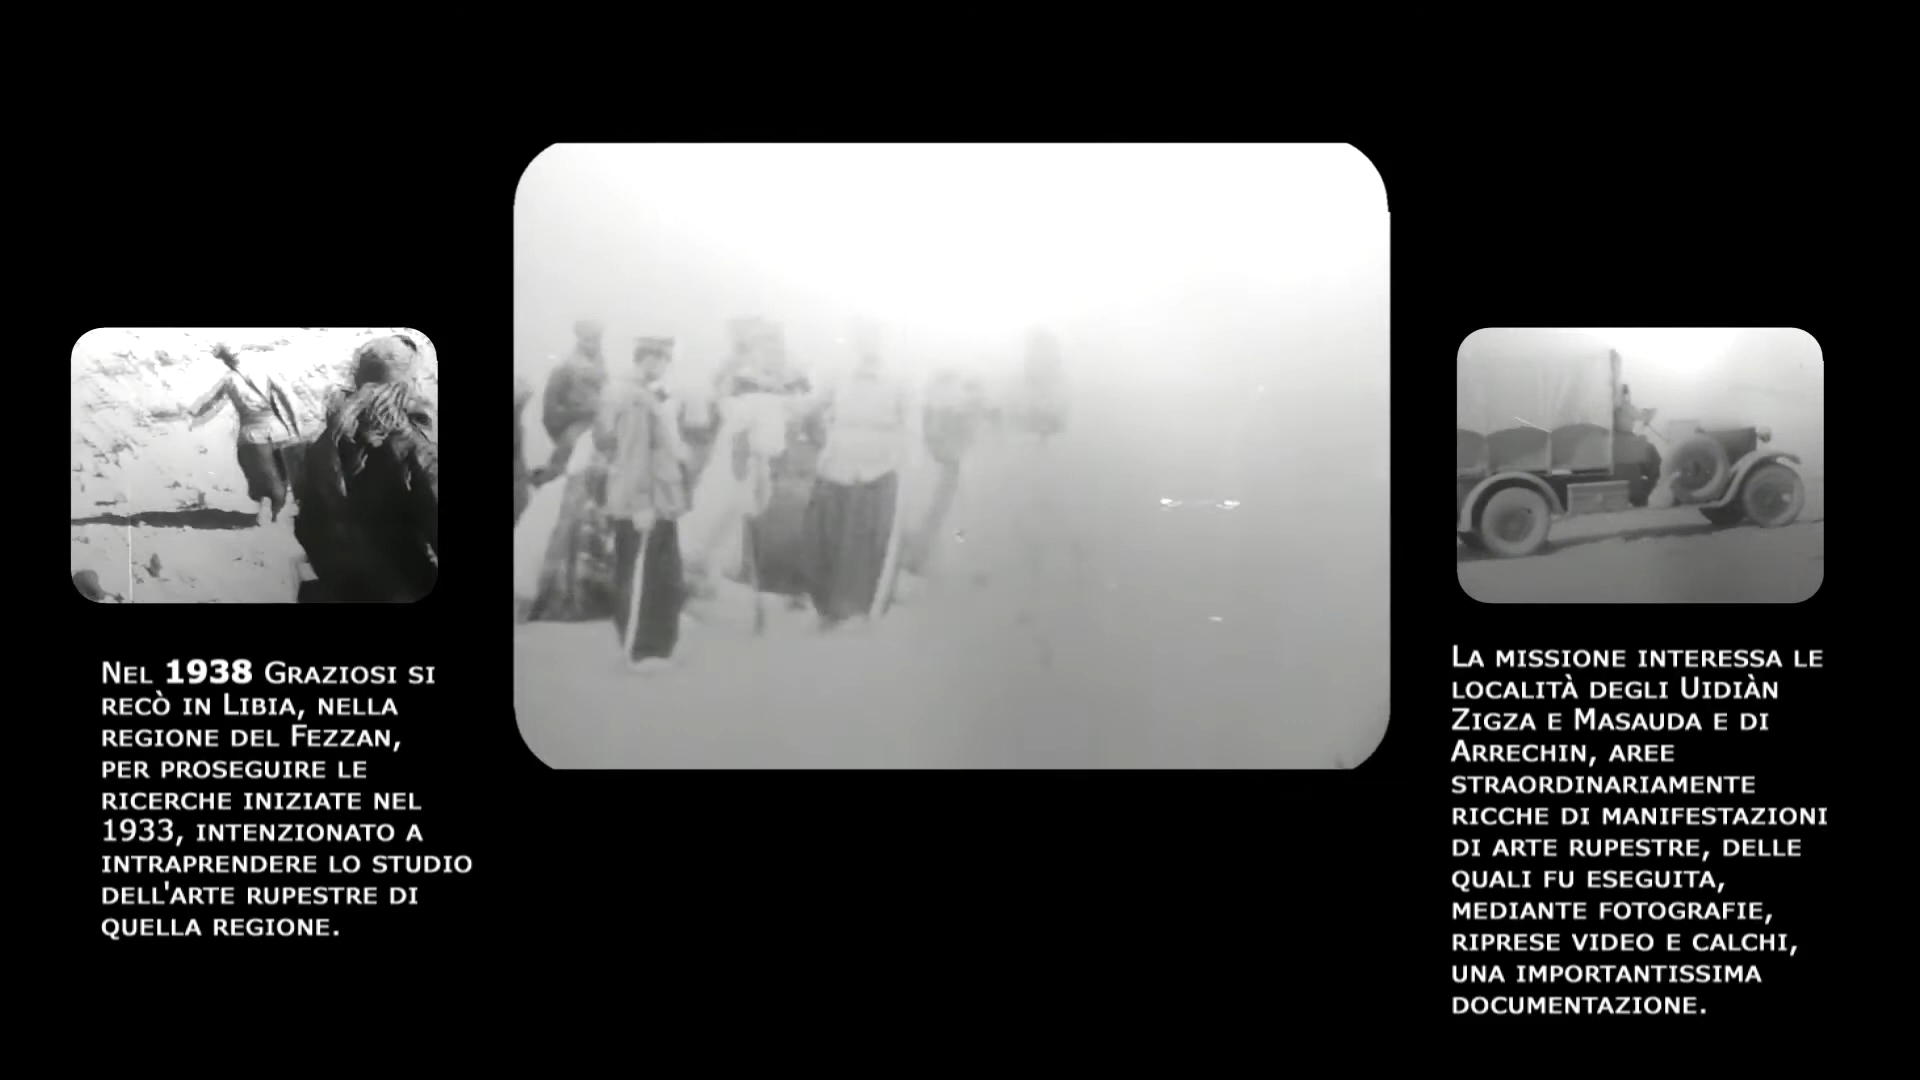 Nel 1938 Graziosi si
recò in Libia, nella
regione del Fezzan,
per proseguire le
ricerche iniziate nel
1933, intenzionato a
intraprendere lo studio
dell'arte rupestre di
quella regione.
La missione interessa le
località degli Uidiàn
Zigza e Masauda e di
Arrechin, aree
straordinariamente
ricche di manifestazioni
di arte rupestre, delle
quali fu eseguita,
mediante fotografie,
riprese video e calchi,
una importantissima
documentazione.